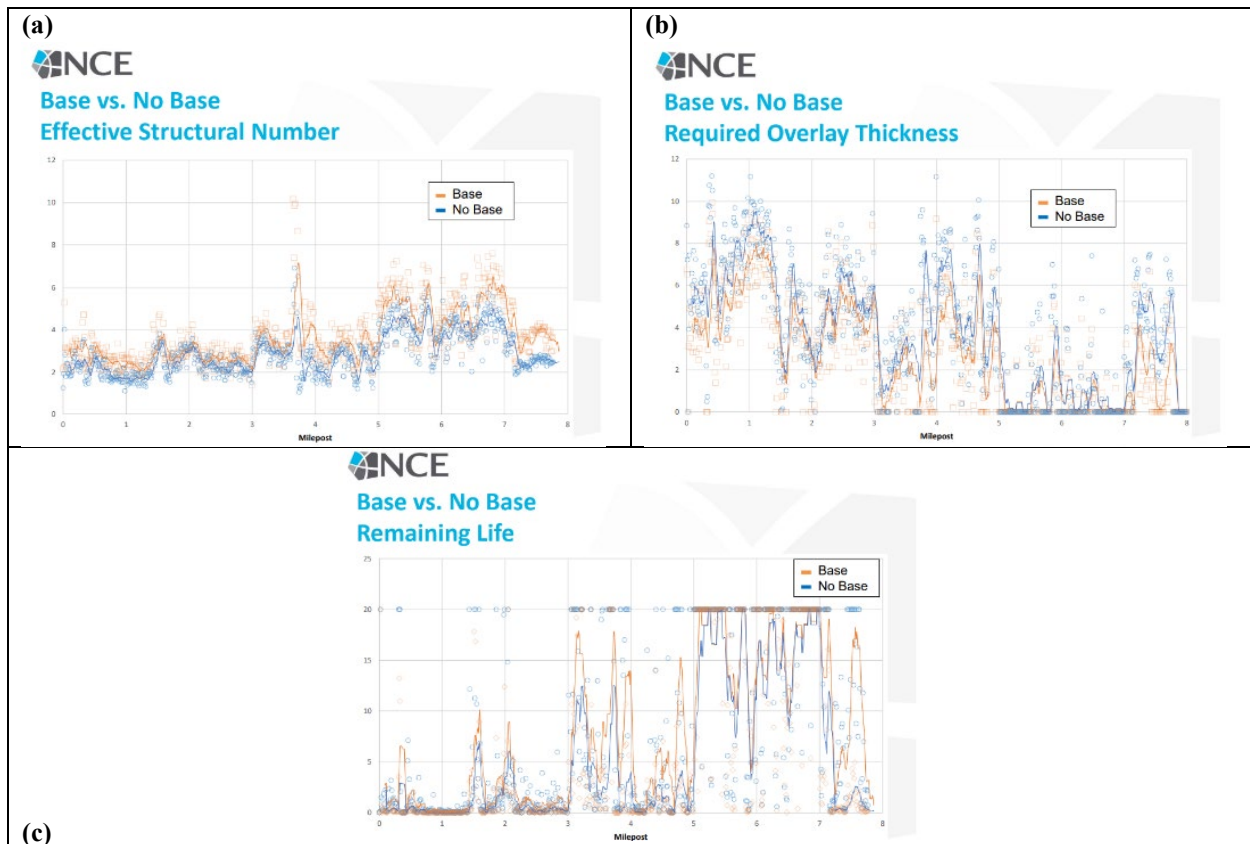 (a)
NCE
Base vs. No Base
Effective Structural Number
12
10
8
6
4
2
0
Base
No Base
0 1 2 3 4 5 6 7 8
Milepost
(b)
NCE
Base vs. No Base
Required Overlay Thickness
12
10
8
6
4
2
0
Base
No Base
0 1 2 3 4 5 6 7 8
Milepost
NCE
Base vs. No Base
Remaining Life
25
20
15
10
5
0
Base
No Base
0 1 2 3 4 5 6 7 8
Milepost
(c)